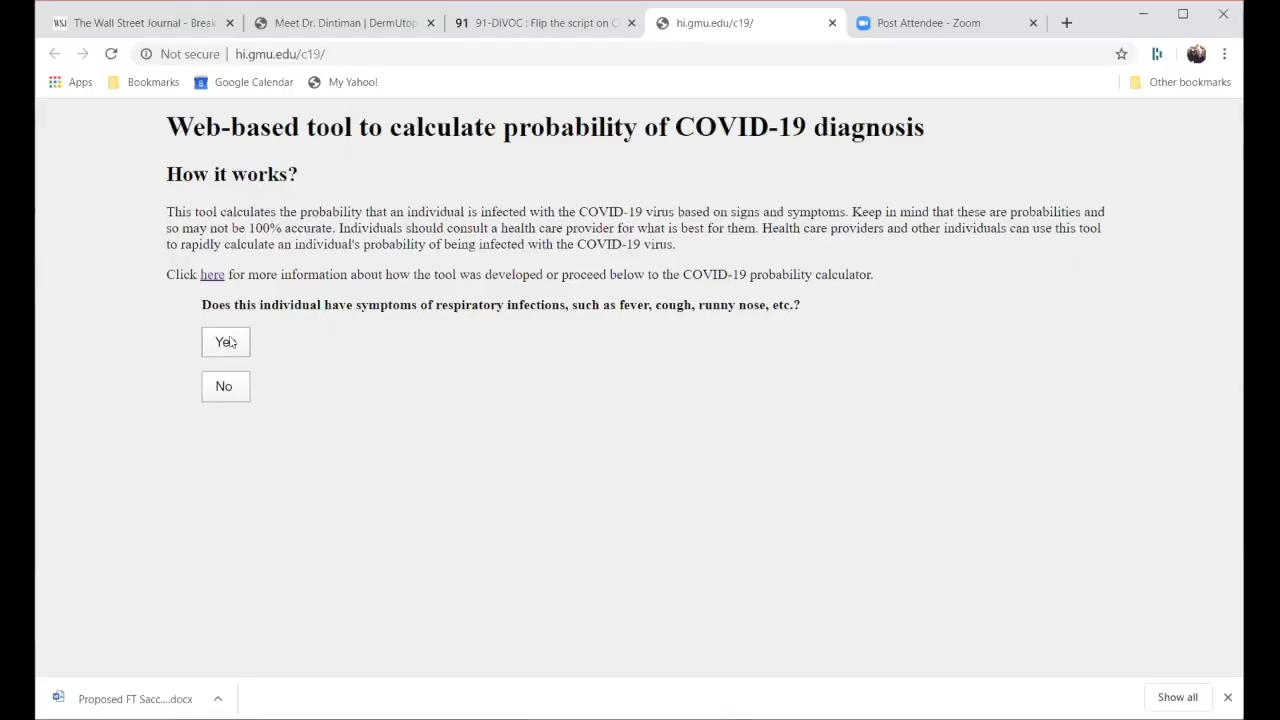 WSJ The Wall Street Journal - Break
Meet Dr. Dintiman | DermUtop
91 91-DIVOC : Flip the script on C
hi.gmu.edu/c19/
Post Attendee - Zoom
Not secure hi.gmu.edu/c19/
Apps
Bookmarks
8 Google Calendar
My Yahoo!
Other bookmarks
Web-based tool to calculate probability of COVID-19 diagnosis
How it works?
This tool calculates the probability that an individual is infected with the COVID-19 virus based on signs and symptoms. Keep in mind that these are probabilities and
so may not be 100% accurate. Individuals should consult a health care provider for what is best for them. Health care providers and other individuals can use this tool
to rapidly calculate an individual's probability of being infected with the COVID-19 virus.
Click here for more information about how the tool was developed or proceed below to the COVID-19 probability calculator.
Does this individual have symptoms of respiratory infections, such as fever, cough, runny nose, etc.?
Yes
No
Proposed FT Sacc....docx
Show all